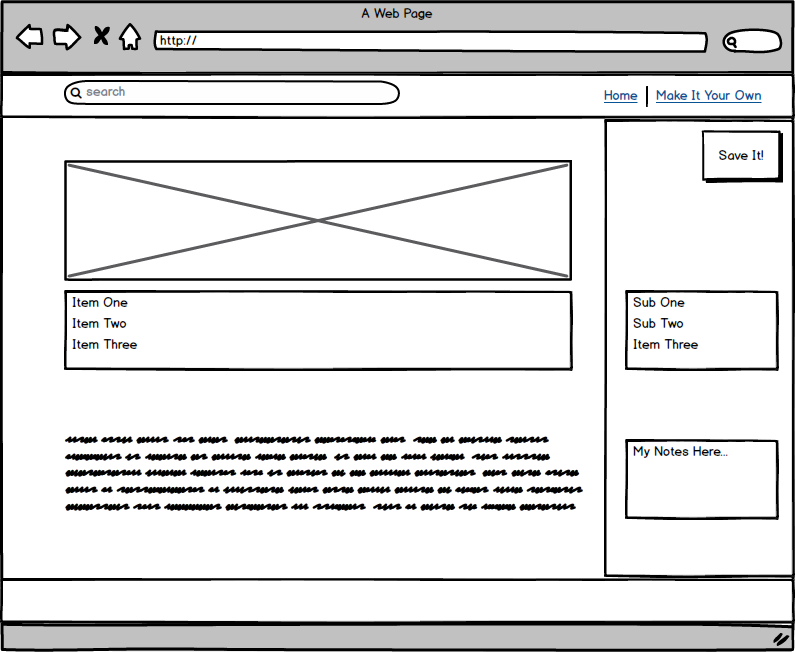 A Web Page
http://
search
Home | Make It Your Own
Save It!
Item One
Item Two
Item Three
Sub One
Sub Two
Item Three
My Notes Here...